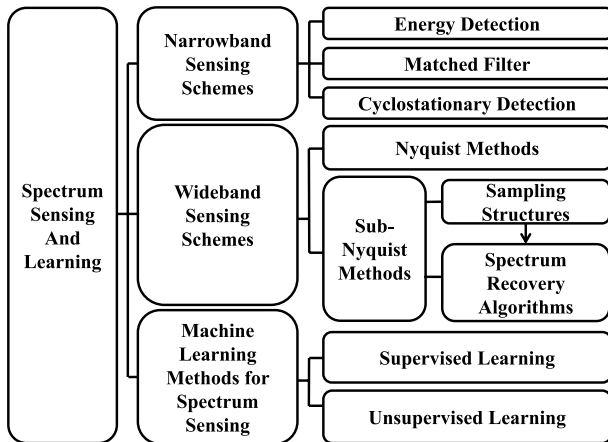 Spectrum
Sensing
And
Learning
Narrowband
Sensing
Schemes
Energy Detection
Matched Filter
Cyclostationary Detection
Wideband
Sensing
Schemes
Nyquist Methods
Sub-
Nyquist
Methods
Sampling
Structures
Spectrum
Recovery
Algorithms
Machine
Learning
Methods for
Spectrum
Sensing
Supervised Learning
Unsupervised Learning